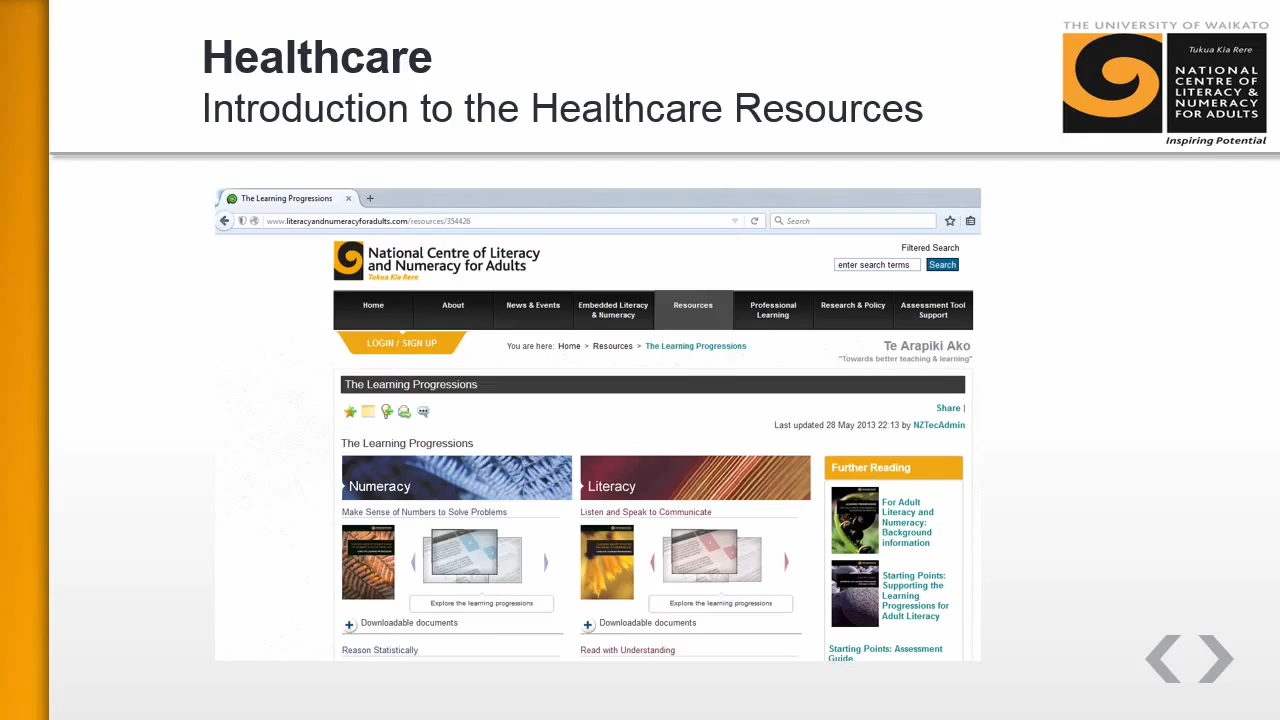 Healthcare
Introduction to the Healthcare Resources
THE UNIVERSITY OF WAIKATO
Tukua Kia Rere
NATIONAL
CENTRE OF
LITERACY &
NUMERACY
FOR ADULTS
Inspiring Potential
The Learning Progressions
www.literacyandnumeracyforadults.com/resources/354426
Search
National Centre of Literacy
and Numeracy for Adults
Tukua Kia Rere
Filtered Search
enter search terms Search
Home About News & Events Embedded Literacy & Numeracy Resources Professional Learning Research & Policy Assessment Tool Support
LOGIN / SIGN UP
You are here: Home > Resources > The Learning Progressions
Te Arapiki Ako
"Towards better teaching & learning"
The Learning Progressions
Share |
Last updated 28 May 2013 22:13 by NZTecAdmin
The Learning Progressions
Numeracy
Make Sense of Numbers to Solve Problems
Explore the learning progressions
Downloadable documents
Reason Statistically
Literacy
Listen and Speak to Communicate
Explore the learning progressions
Downloadable documents
Read with Understanding
Further Reading
For Adult
Literacy and
Numeracy:
Background
information
Starting Points:
Supporting the
Learning
Progressions for
Adult Literacy
Starting Points: Assessment
Guide